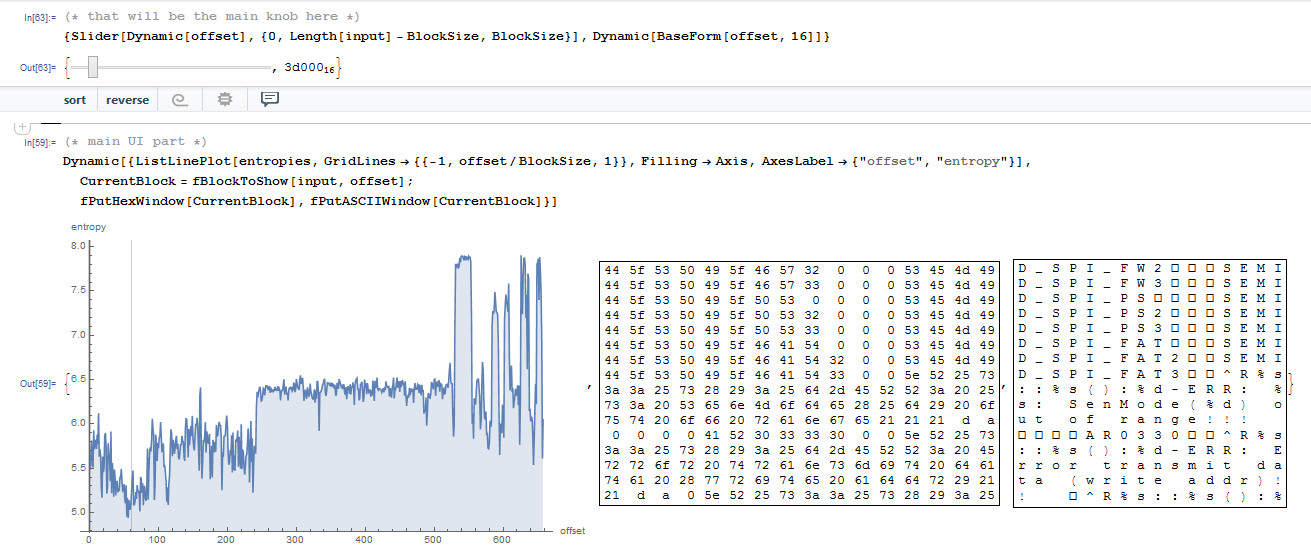 In[63]:= (* that will be the main knob here *)
{Slider[Dynamic[offset], {0, Length[input] - BlockSize, BlockSize}], Dynamic[BaseForm[offset, 16]]}
Out[63]= { , 3d000₁₆}
sort reverse
In[59]:= (* main UI part *)
Dynamic[{ListLinePlot[entropies, GridLines → {{-1, offset/BlockSize, 1}}, Filling → Axis, AxesLabel → {"offset", "entropy"}],
CurrentBlock = fBlockToShow[input, offset];
fPutHexWindow[CurrentBlock], fPutASCIIWindow[CurrentBlock]}]
Out[59]= {
entropy
8.0
7.5
7.0
6.5
6.0
5.5
5.0
0 100 200 300 400 500 600
offset
,
44 5f 53 50 49 5f 46 57 32 0 0 0 53 45 4d 49
44 5f 53 50 49 5f 46 57 33 0 0 0 53 45 4d 49
44 5f 53 50 49 5f 50 53 0 0 0 0 53 45 4d 49
44 5f 53 50 49 5f 50 53 32 0 0 0 53 45 4d 49
44 5f 53 50 49 5f 50 53 33 0 0 0 53 45 4d 49
44 5f 53 50 49 5f 46 41 54 0 0 0 53 45 4d 49
44 5f 53 50 49 5f 46 41 54 32 0 0 53 45 4d 49
44 5f 53 50 49 5f 46 41 54 33 0 0 5e 52 25 73
3a 3a 25 73 28 29 3a 25 64 2d 45 52 52 3a 20 25
73 3a 20 53 65 6e 4d 6f 64 65 28 25 64 29 20 6f
75 74 20 6f 66 20 72 61 6e 67 65 21 21 21 d a
0 0 0 0 41 52 30 33 33 30 0 0 5e 52 25 73
3a 3a 25 73 28 29 3a 25 64 2d 45 52 52 3a 20 45
72 72 6f 72 20 74 72 61 6e 73 6d 69 74 20 64 61
74 61 20 28 77 72 69 74 65 20 61 64 64 72 29 21
21 d a 0 5e 52 25 73 3a 3a 25 73 28 29 3a 25
,
D _ S P I _ F W 2 □ □ □ S E M I
D _ S P I _ F W 3 □ □ □ S E M I
D _ S P I _ P S □ □ □ □ S E M I
D _ S P I _ P S 2 □ □ □ S E M I
D _ S P I _ P S 3 □ □ □ S E M I
D _ S P I _ F A T □ □ □ S E M I
D _ S P I _ F A T 2 □ □ S E M I
D _ S P I _ F A T 3 □ □ ^ R % s
: : % s ( ) : % d - E R R :   %
s :   S e n M o d e ( % d )   o
u t   o f   r a n g e ! ! !
□ □ □ □ A R 0 3 3 0 □ □ ^ R % s
: : % s ( ) : % d - E R R :   E
r r o r   t r a n s m i t   d a
t a   ( w r i t e   a d d r ) !
!     □ ^ R % s : : % s ( ) : %
}